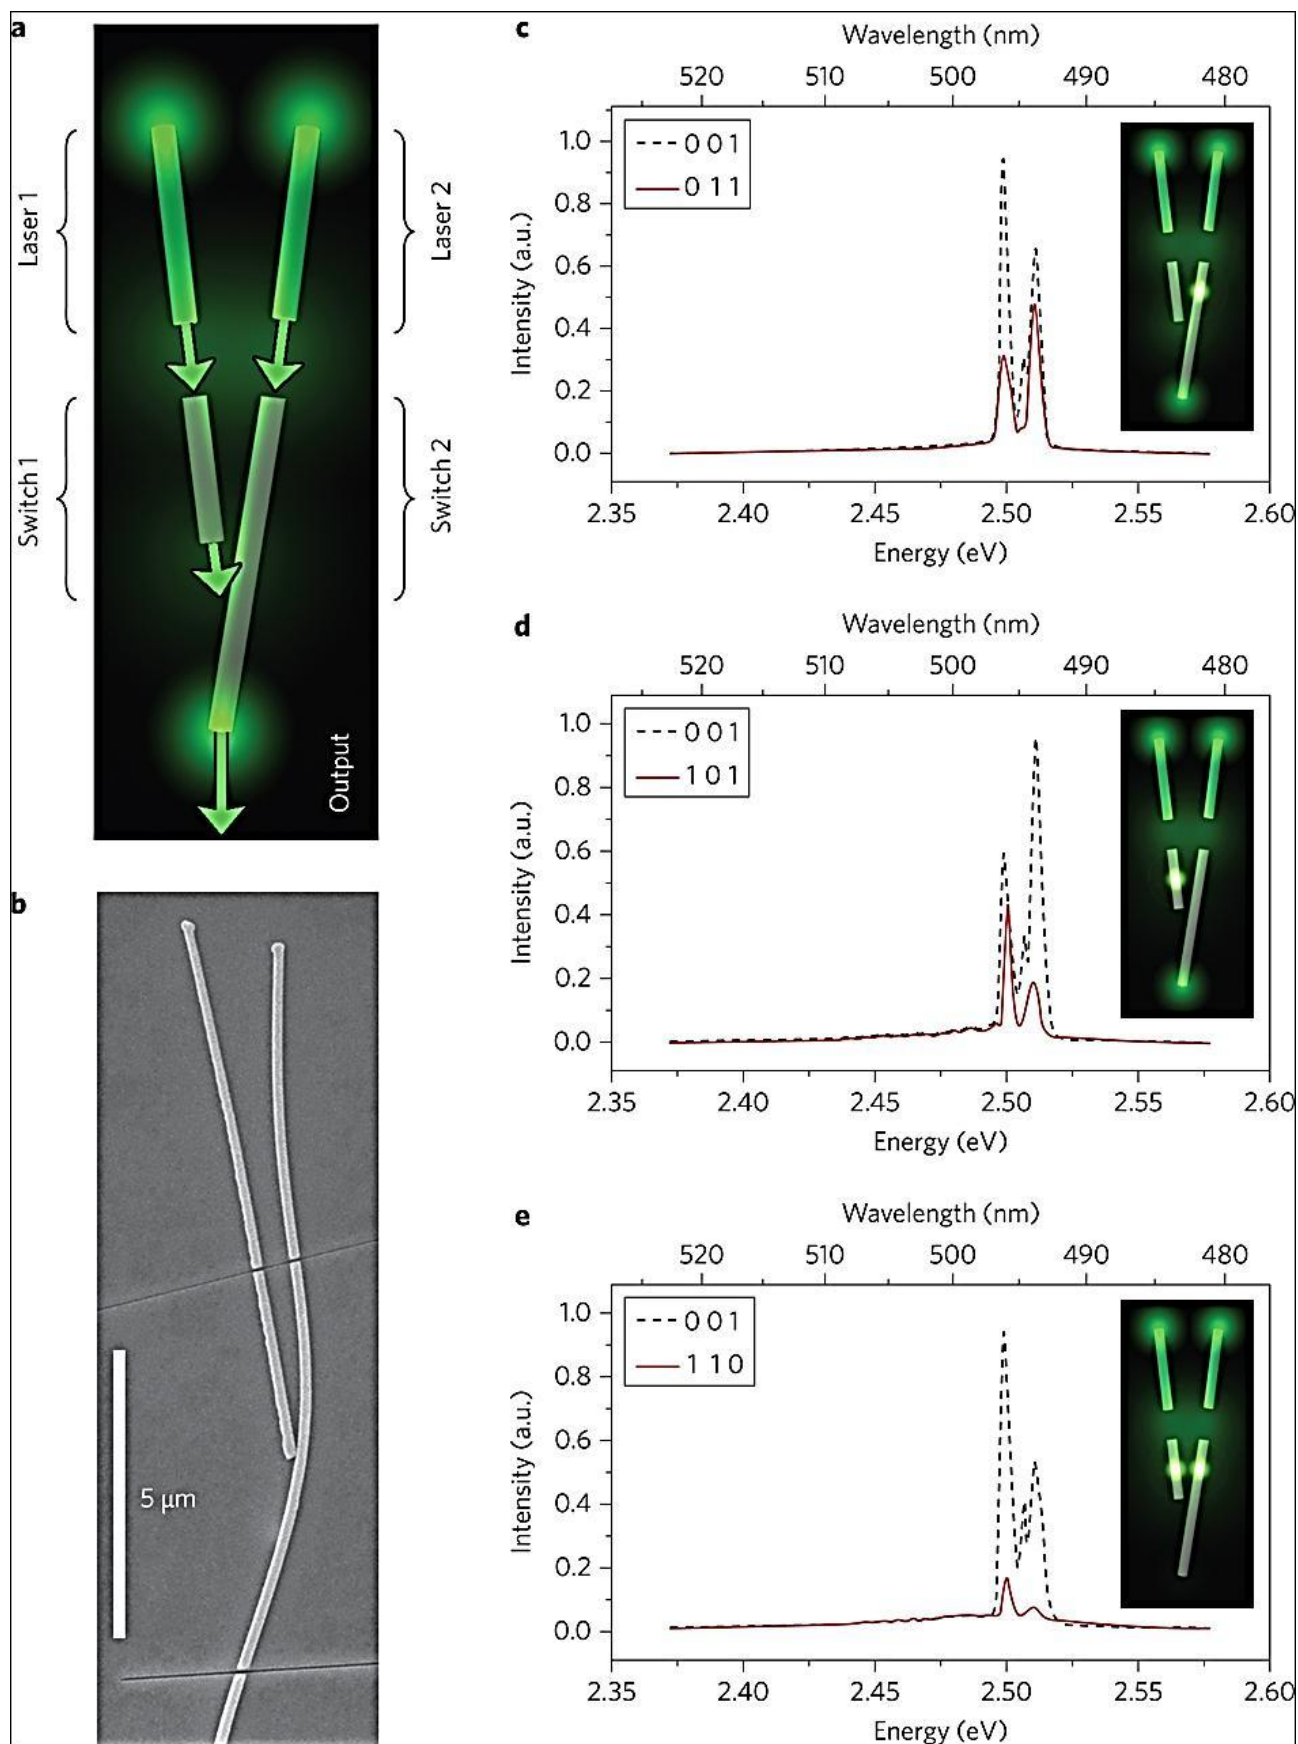 a
Laser 1
Laser 2
Switch 1
Switch 2
Output
b
5 µm
c
Wavelength (nm)
520 510 500 490 480
Intensity (a.u.)
1.0
0.8
0.6
0.4
0.2
0.0
0 0 1
0 1 1
2.35 2.40 2.45 2.50 2.55 2.60
Energy (eV)
d
Wavelength (nm)
520 510 500 490 480
Intensity (a.u.)
1.0
0.8
0.6
0.4
0.2
0.0
0 0 1
1 0 1
2.35 2.40 2.45 2.50 2.55 2.60
Energy (eV)
e
Wavelength (nm)
520 510 500 490 480
Intensity (a.u.)
1.0
0.8
0.6
0.4
0.2
0.0
0 0 1
1 1 0
2.35 2.40 2.45 2.50 2.55 2.60
Energy (eV)